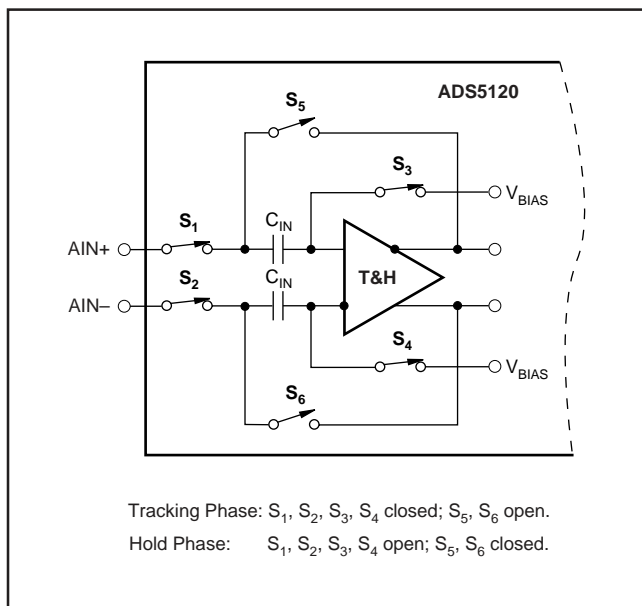 ADS5120
S5
S3
VBIAS
S1
CIN
AIN+
T&H
S2
CIN
AIN–
S4
VBIAS
S6
Tracking Phase: S1, S2, S3, S4 closed; S5, S6 open.
Hold Phase: S1, S2, S3, S4 open; S5, S6 closed.